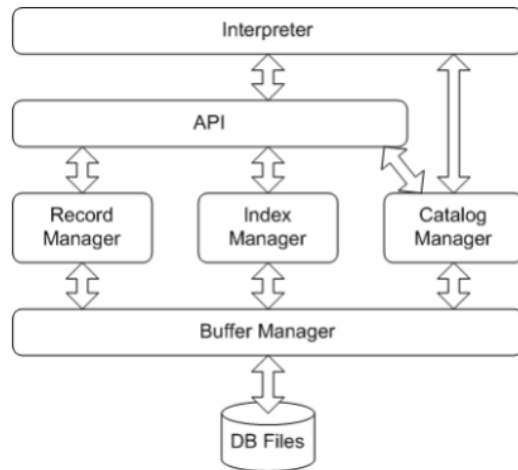 Interpreter
API
Record
Manager
Index
Manager
Catalog
Manager
Buffer Manager
DB Files